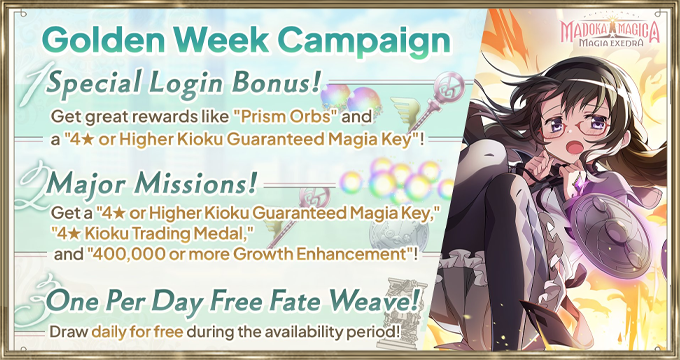 Golden Week Campaign
MADOKA MAGICA
MAGIA EXEDRA
1 Special Login Bonus!
Get great rewards like "Prism Orbs" and
a "4★ or Higher Kioku Guaranteed Magia Key"!
2 Major Missions!
Get a "4★ or Higher Kioku Guaranteed Magia Key,"
"4★ Kioku Trading Medal,"
and "400,000 or more Growth Enhancement"!
3 One Per Day Free Fate Weave!
Draw daily for free during the availability period!